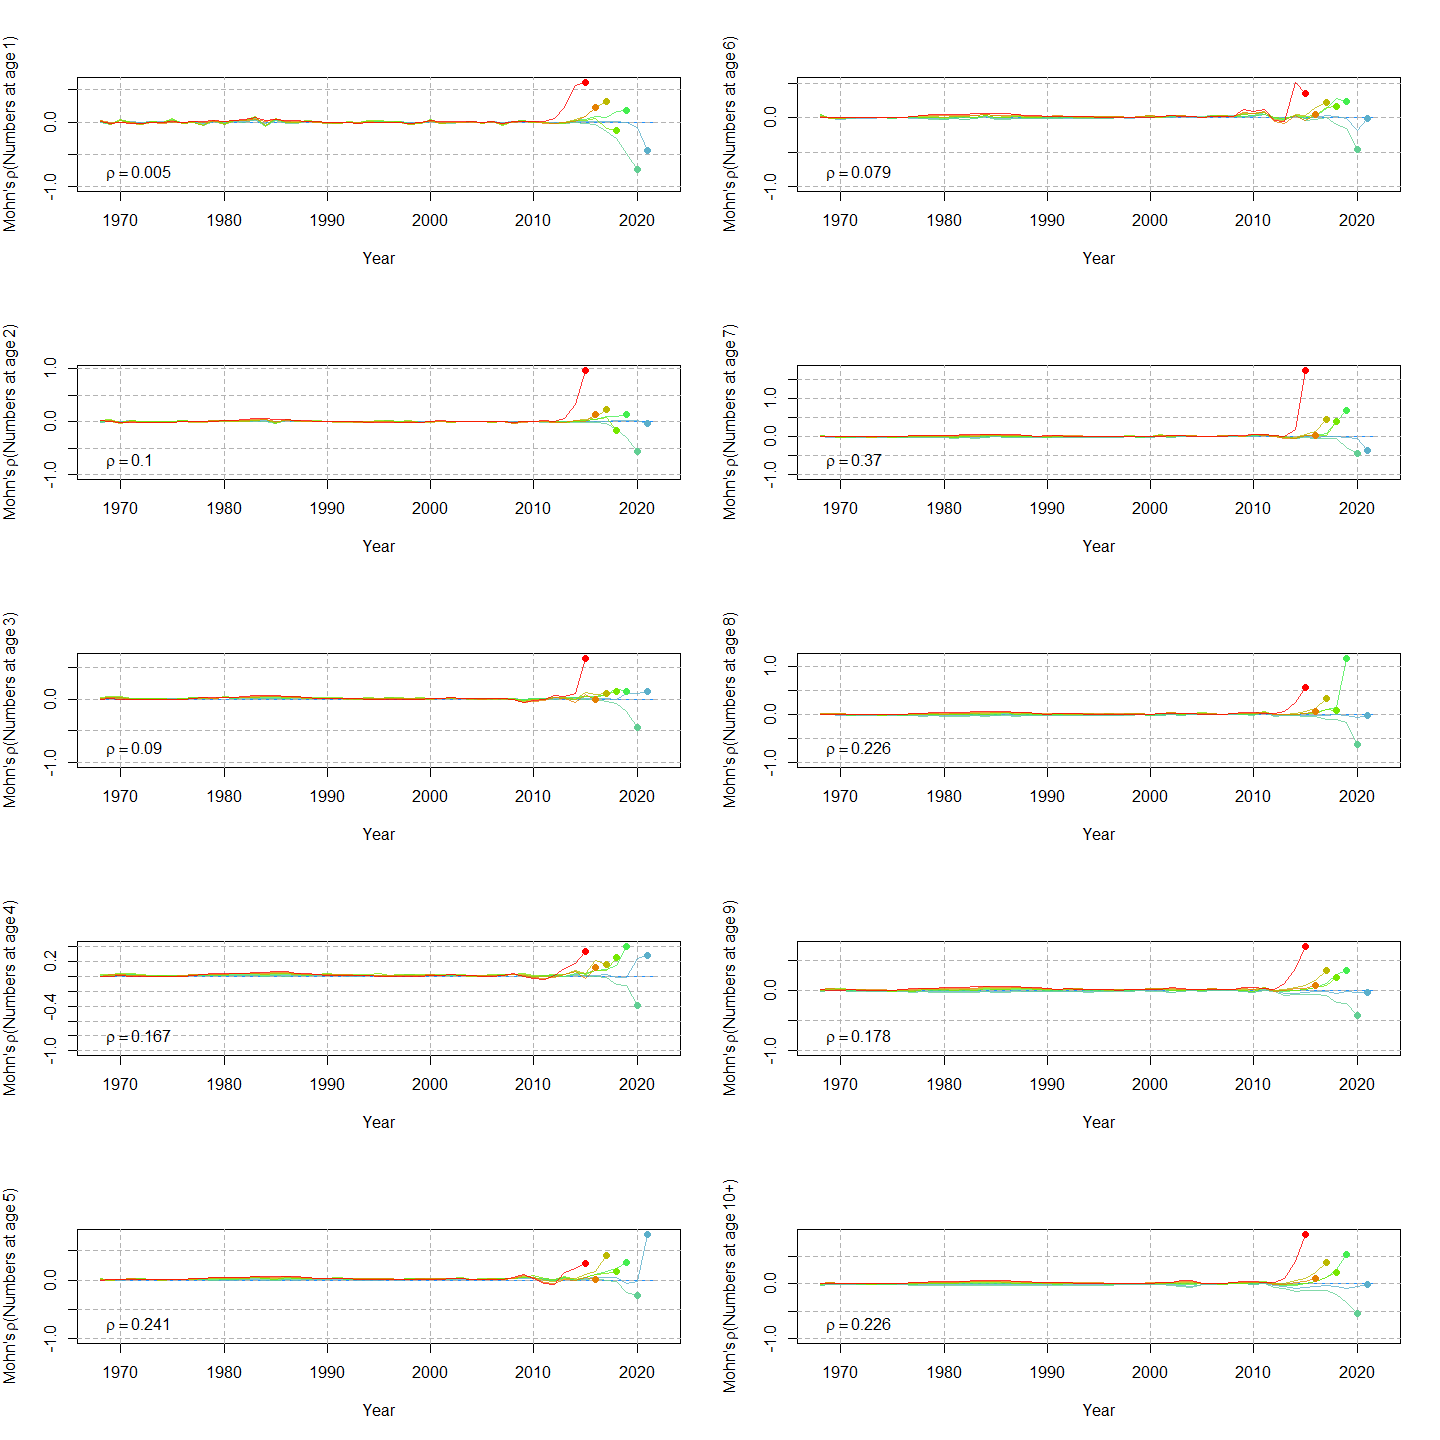 Mohn's ρ(Numbers at age 1)
0.0
-1.0
ρ = 0.005
1970 1980 1990 2000 2010 2020
Year
Mohn's ρ(Numbers at age 2)
1.0
0.0
-1.0
ρ = 0.1
1970 1980 1990 2000 2010 2020
Year
Mohn's ρ(Numbers at age 3)
0.0
-1.0
ρ = 0.09
1970 1980 1990 2000 2010 2020
Year
Mohn's ρ(Numbers at age 4)
0.2
-0.4
-1.0
ρ = 0.167
1970 1980 1990 2000 2010 2020
Year
Mohn's ρ(Numbers at age 5)
0.0
-1.0
ρ = 0.241
1970 1980 1990 2000 2010 2020
Year
Mohn's ρ(Numbers at age 6)
0.0
-1.0
ρ = 0.079
1970 1980 1990 2000 2010 2020
Year
Mohn's ρ(Numbers at age 7)
1.0
0.0
-1.0
ρ = 0.37
1970 1980 1990 2000 2010 2020
Year
Mohn's ρ(Numbers at age 8)
1.0
0.0
-1.0
ρ = 0.226
1970 1980 1990 2000 2010 2020
Year
Mohn's ρ(Numbers at age 9)
0.0
-1.0
ρ = 0.178
1970 1980 1990 2000 2010 2020
Year
Mohn's ρ(Numbers at age 10+)
0.0
-1.0
ρ = 0.226
1970 1980 1990 2000 2010 2020
Year